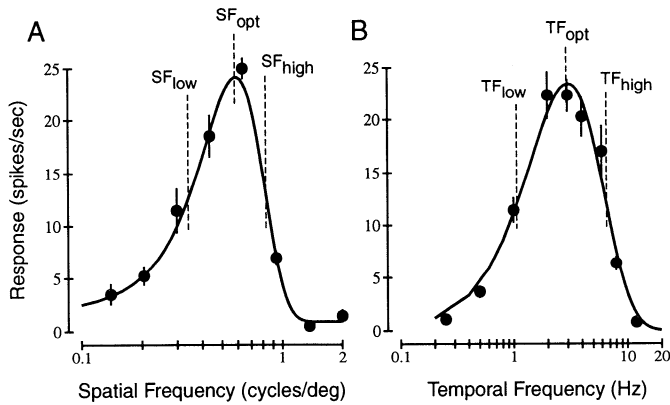 A
SFopt
SFlow
SFhigh
25
20
15
10
5
0
Response (spikes/sec)
0.1
1
2
Spatial Frequency (cycles/deg)
B
TFopt
TFlow
TFhigh
25
20
15
10
5
0
0.1
1
10
20
Temporal Frequency (Hz)